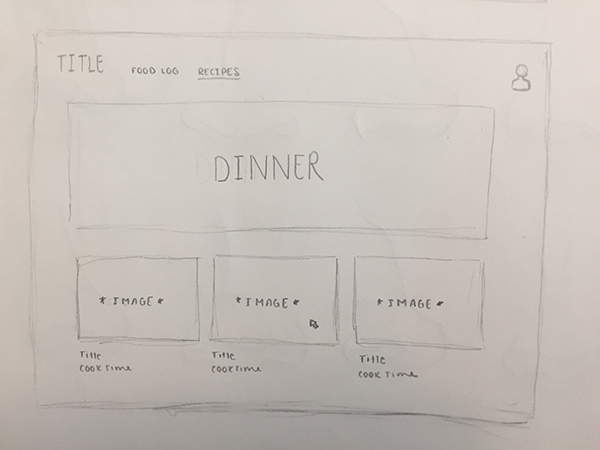 TITLE FOOD LOG RECIPES
DINNER
*IMAGE* *IMAGE* *IMAGE*
Title Title Title
COOK Time COOK Time COOK Time